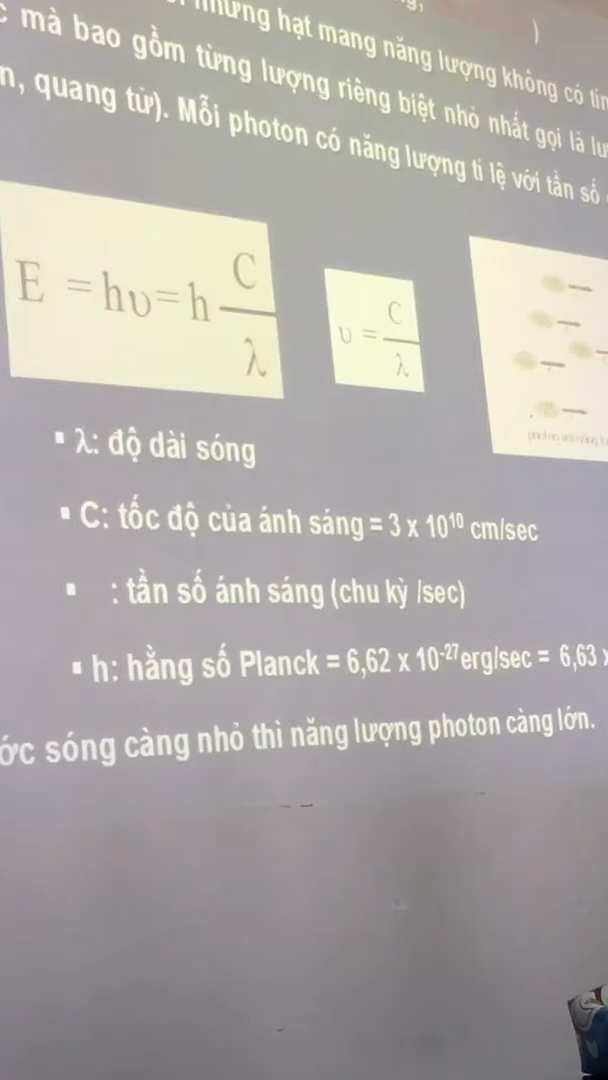 những hạt mang năng lượng không có
mà bao gồm từng lượng riêng biệt nhỏ nhất gọi là
quang tử). Mỗi photon có năng lượng tỉ lệ với tần số
E = hυ = h C/λ
υ = C/λ
▪ λ: độ dài sóng
▪ C: tốc độ của ánh sáng = 3 x 10¹⁰ cm/sec
▪ : tần số ánh sáng (chu kỳ /sec)
▪ h: hằng số Planck = 6,62 x 10⁻²⁷ erg/sec = 6,63
sóng càng nhỏ thì năng lượng photon càng lớn.